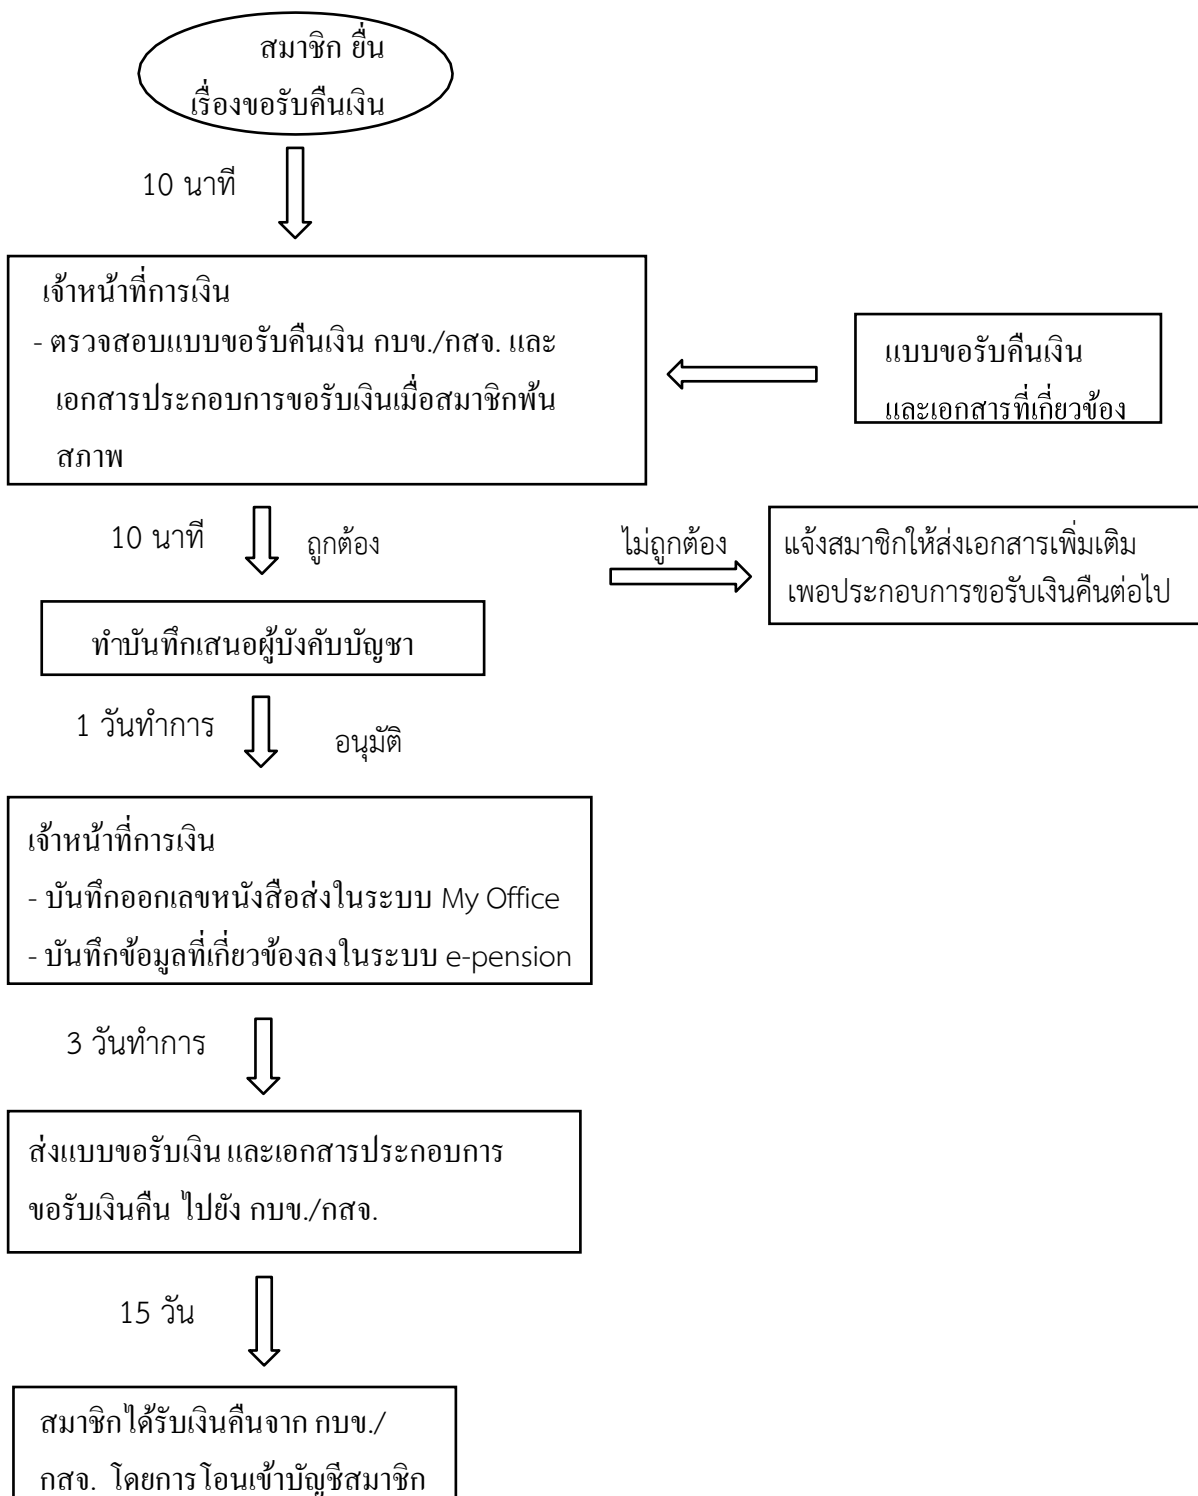 สมาชิก ยื่น
เรื่องขอรับคืนเงิน
10 นาที
เจ้าหน้าที่การเงิน
- ตรวจสอบแบบขอรับคืนเงิน กบข./กสจ. และ
เอกสารประกอบการขอรับเงินเมื่อสมาชิกพ้น
สภาพ
แบบขอรับคืนเงิน
และเอกสารที่เกี่ยวข้อง
10 นาที
ถูกต้อง
ไม่ถูกต้อง
แจ้งสมาชิกให้ส่งเอกสารเพิ่มเติม
เพอประกอบการขอรับเงินคืนต่อไป
ทำบันทึกเสนอผู้บังคับบัญชา
1 วันทำการ
อนุมัติ
เจ้าหน้าที่การเงิน
- บันทึกออกเลขหนังสือส่งในระบบ My Office
- บันทึกข้อมูลที่เกี่ยวข้องลงในระบบ e-pension
3 วันทำการ
ส่งแบบขอรับเงิน และเอกสารประกอบการ
ขอรับเงินคืน ไปยัง กบข./กสจ.
15 วัน
สมาชิกได้รับเงินคืนจาก กบข./
กสจ. โดยการโอนเข้าบัญชีสมาชิก